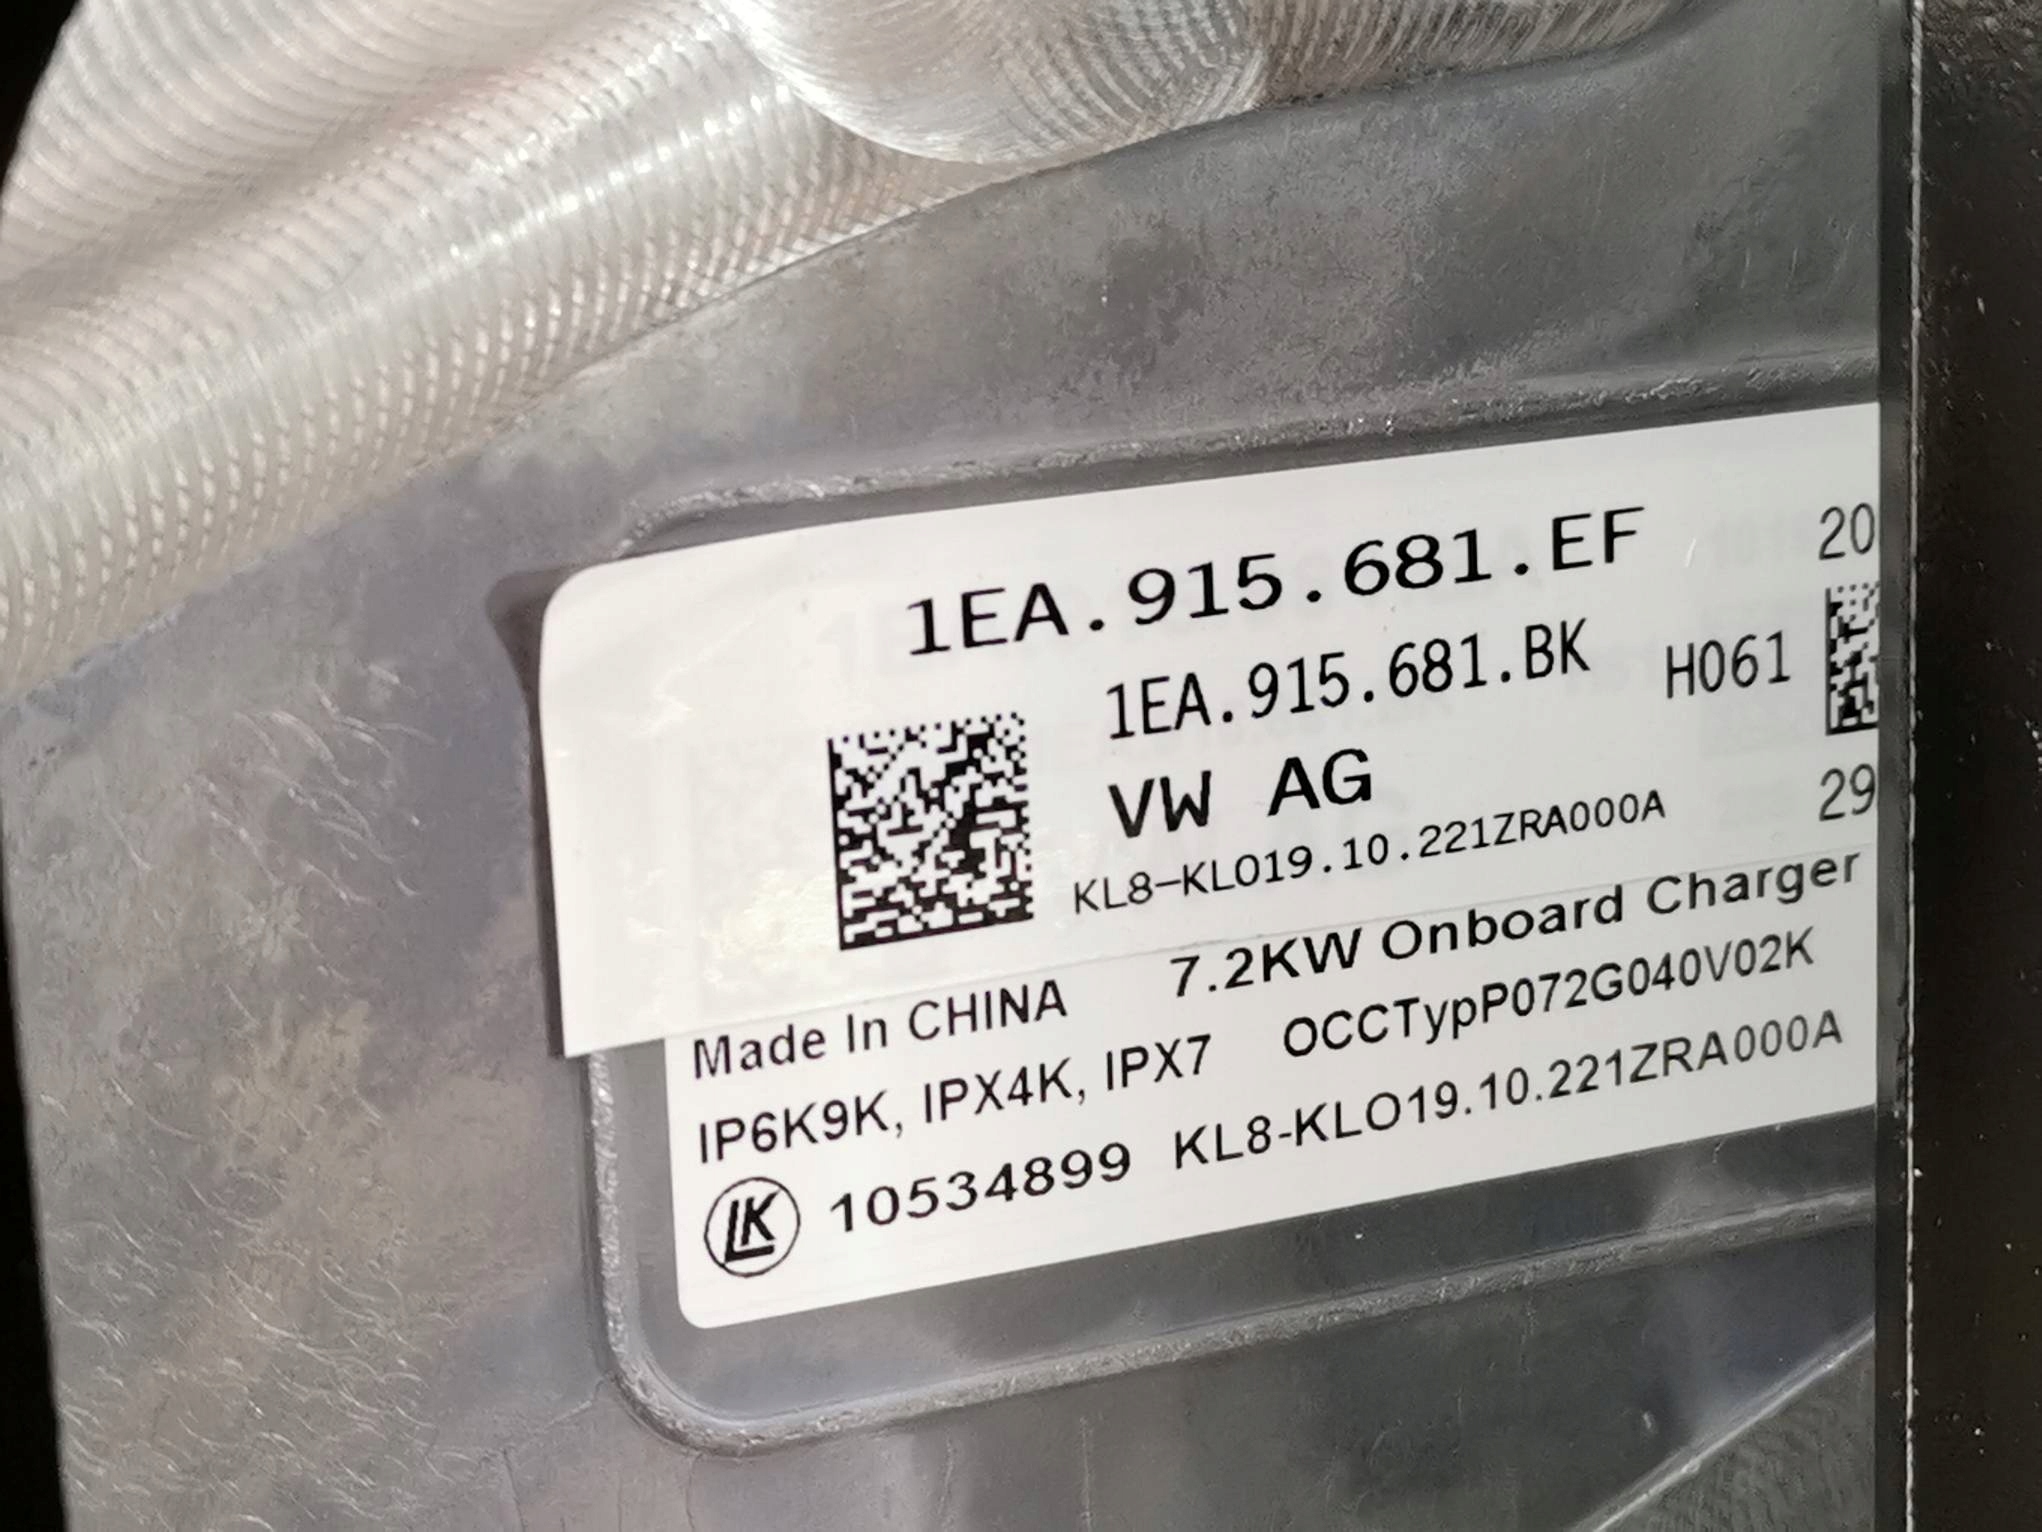 1EA.915.681.EF
20
1EA.915.681.BK H061
VW AG
29
KL8-KLO19.10.221ZRA000A
7.2KW Onboard Charger
Made In CHINA
OCCTypP072G040V02K
IP6K9K, IPX4K, IPX7
LK 10534899 KL8-KLO19.10.221ZRA000A